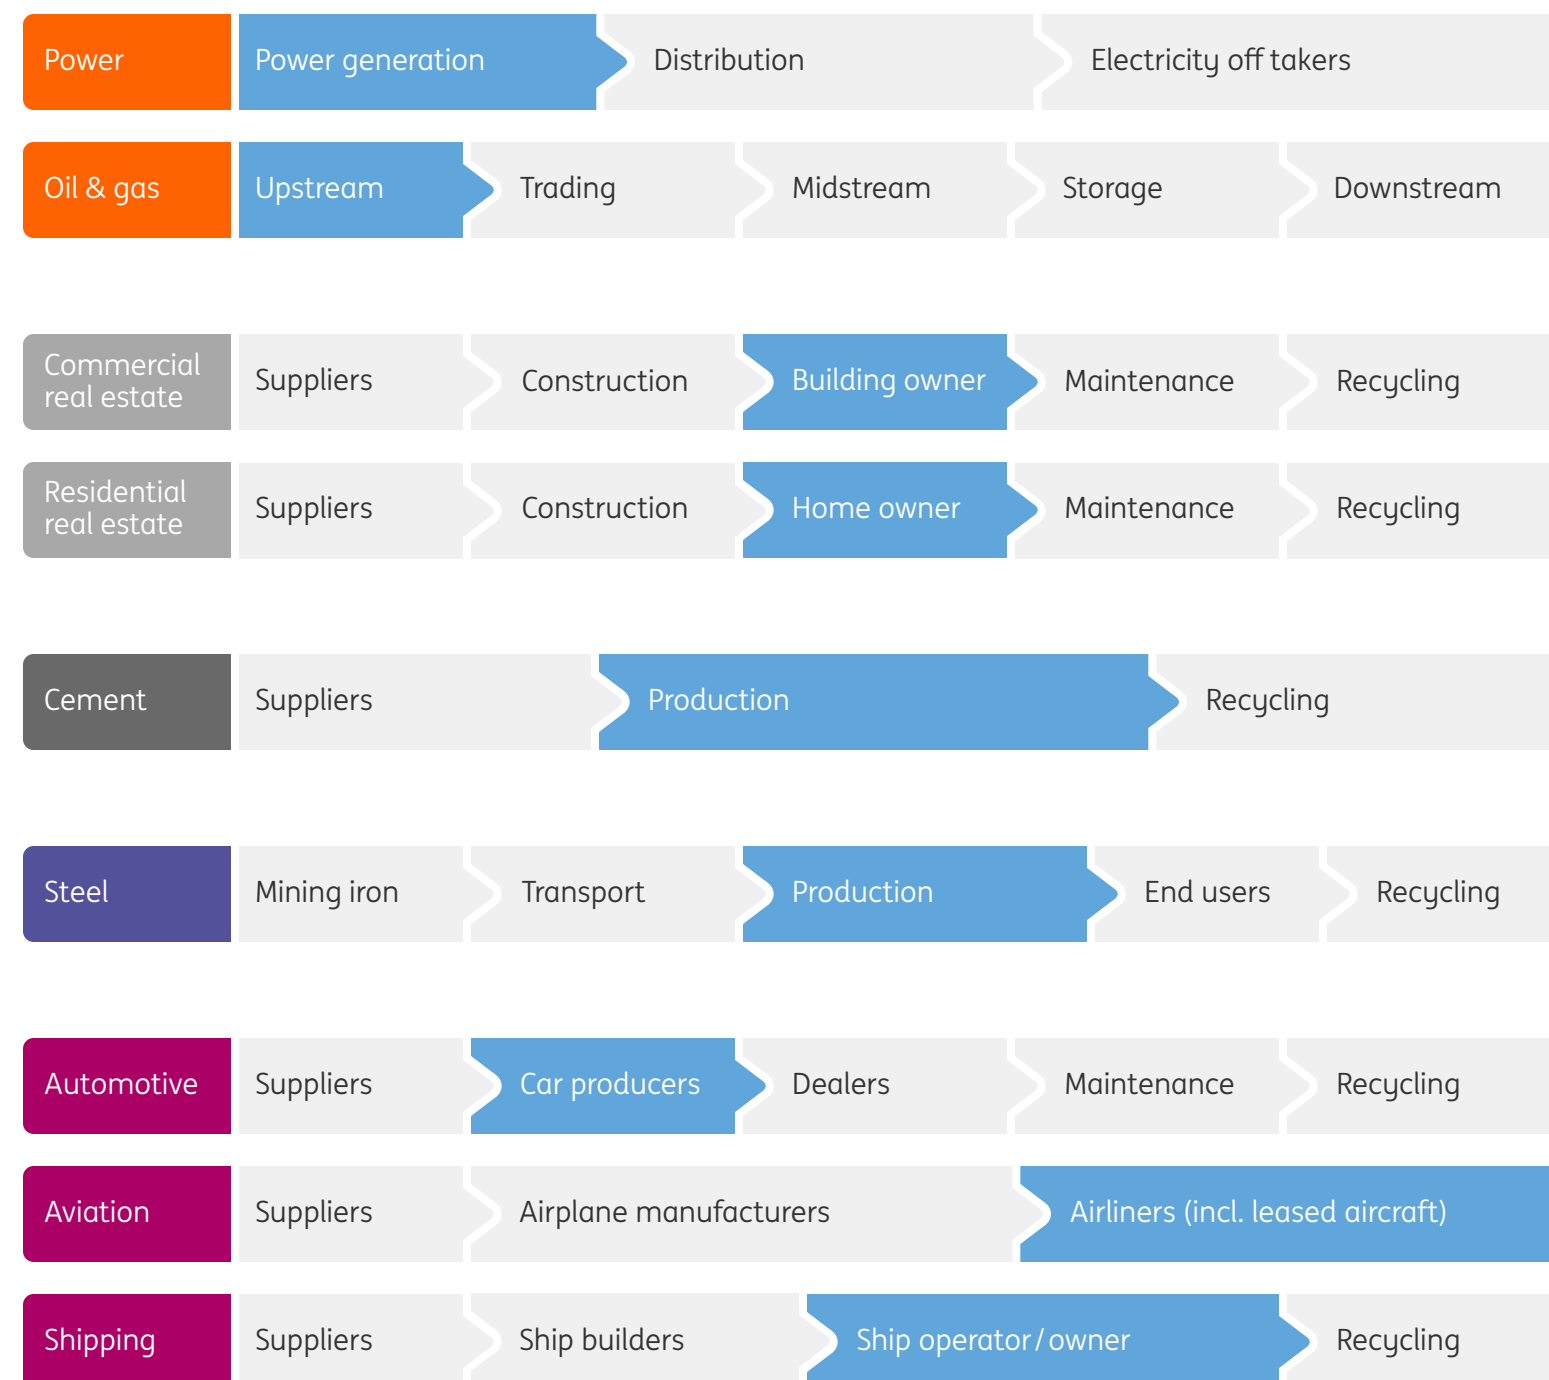 Power
Power generation
Distribution
Electricity off takers
Oil & gas
Upstream
Trading
Midstream
Storage
Downstream
Commercial
real estate
Suppliers
Construction
Building owner
Maintenance
Recycling
Residential
real estate
Suppliers
Construction
Home owner
Maintenance
Recycling
Cement
Suppliers
Production
Recycling
Steel
Mining iron
Transport
Production
End users
Recycling
Automotive
Suppliers
Car producers
Dealers
Maintenance
Recycling
Aviation
Suppliers
Airplane manufacturers
Airliners (incl. leased aircraft)
Shipping
Suppliers
Ship builders
Ship operator/owner
Recycling